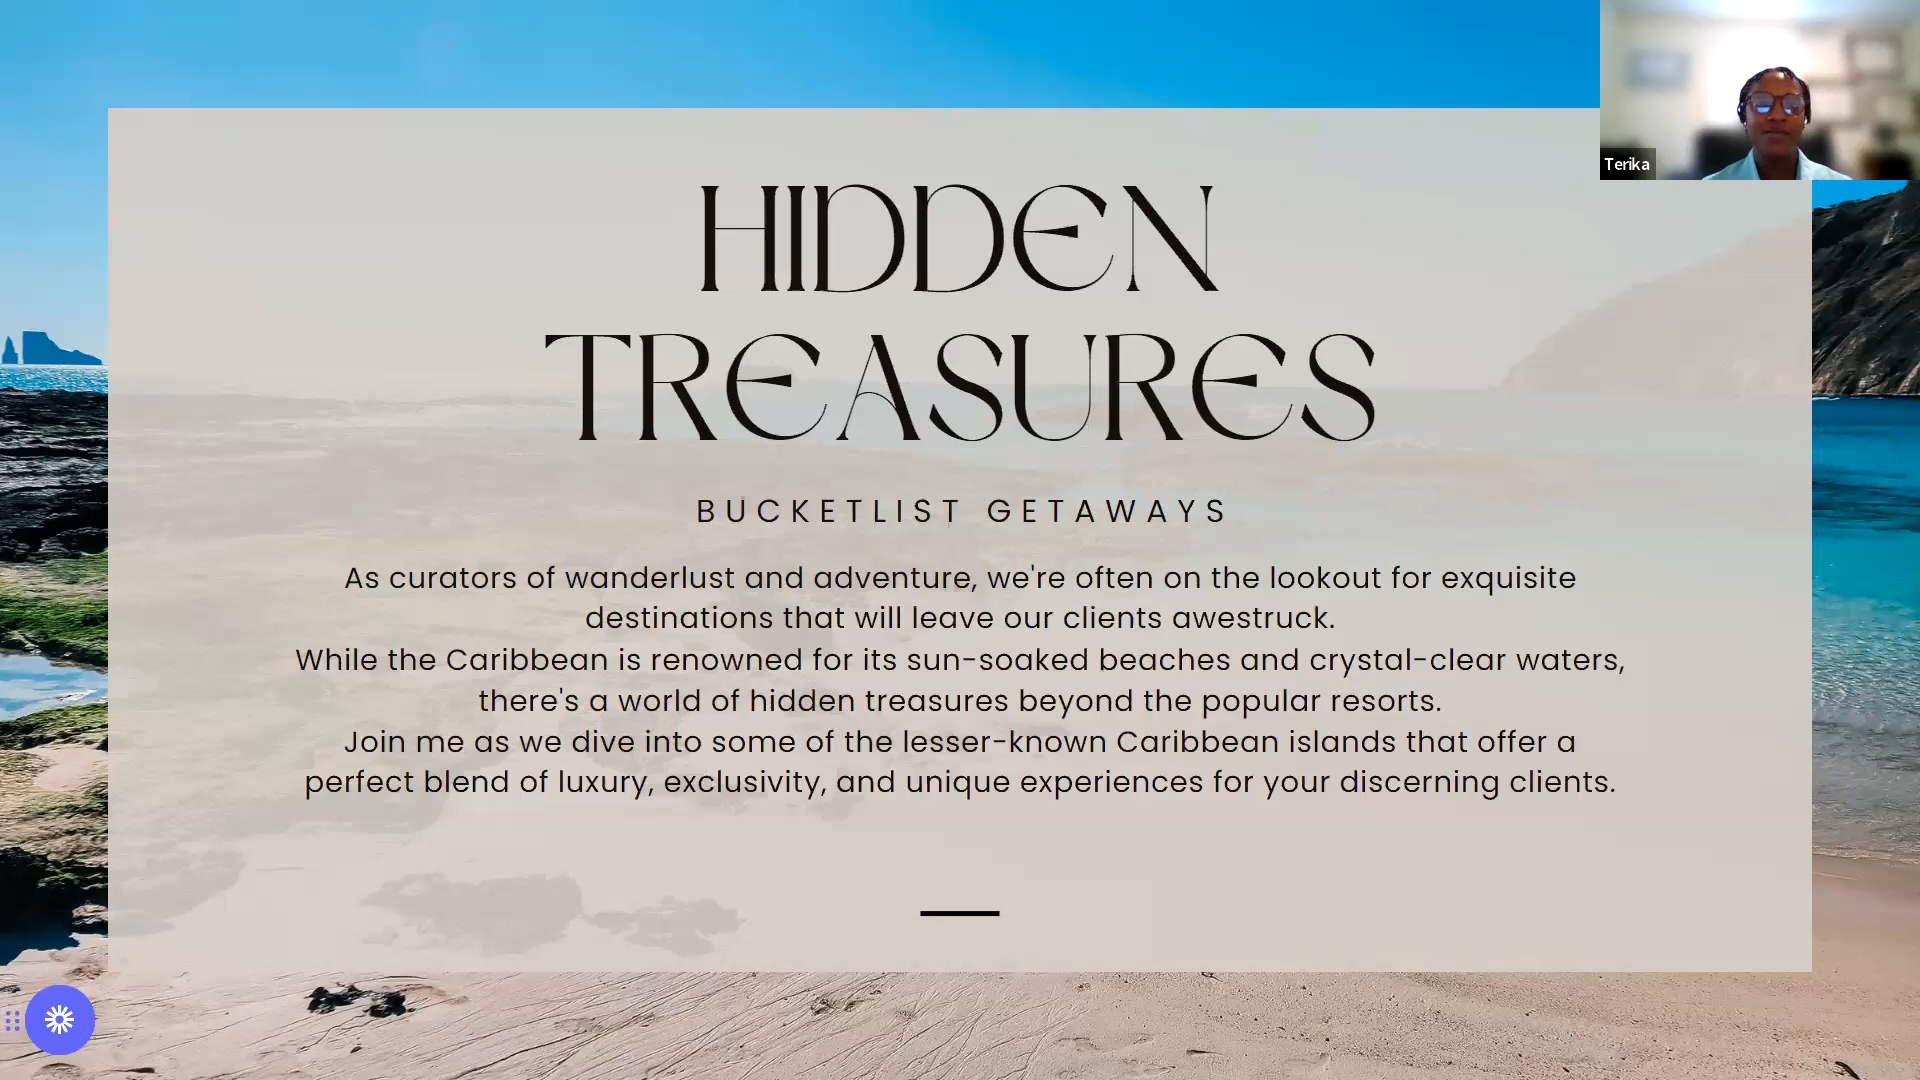 HIDDEN
TREASURES
BUCKETLIST GETAWAYS
As curators of wanderlust and adventure, we're often on the lookout for exquisite
destinations that will leave our clients awestruck.
While the Caribbean is renowned for its sun-soaked beaches and crystal-clear waters,
there's a world of hidden treasures beyond the popular resorts.
Join me as we dive into some of the lesser-known Caribbean islands that offer a
perfect blend of luxury, exclusivity, and unique experiences for your discerning clients.
Terika